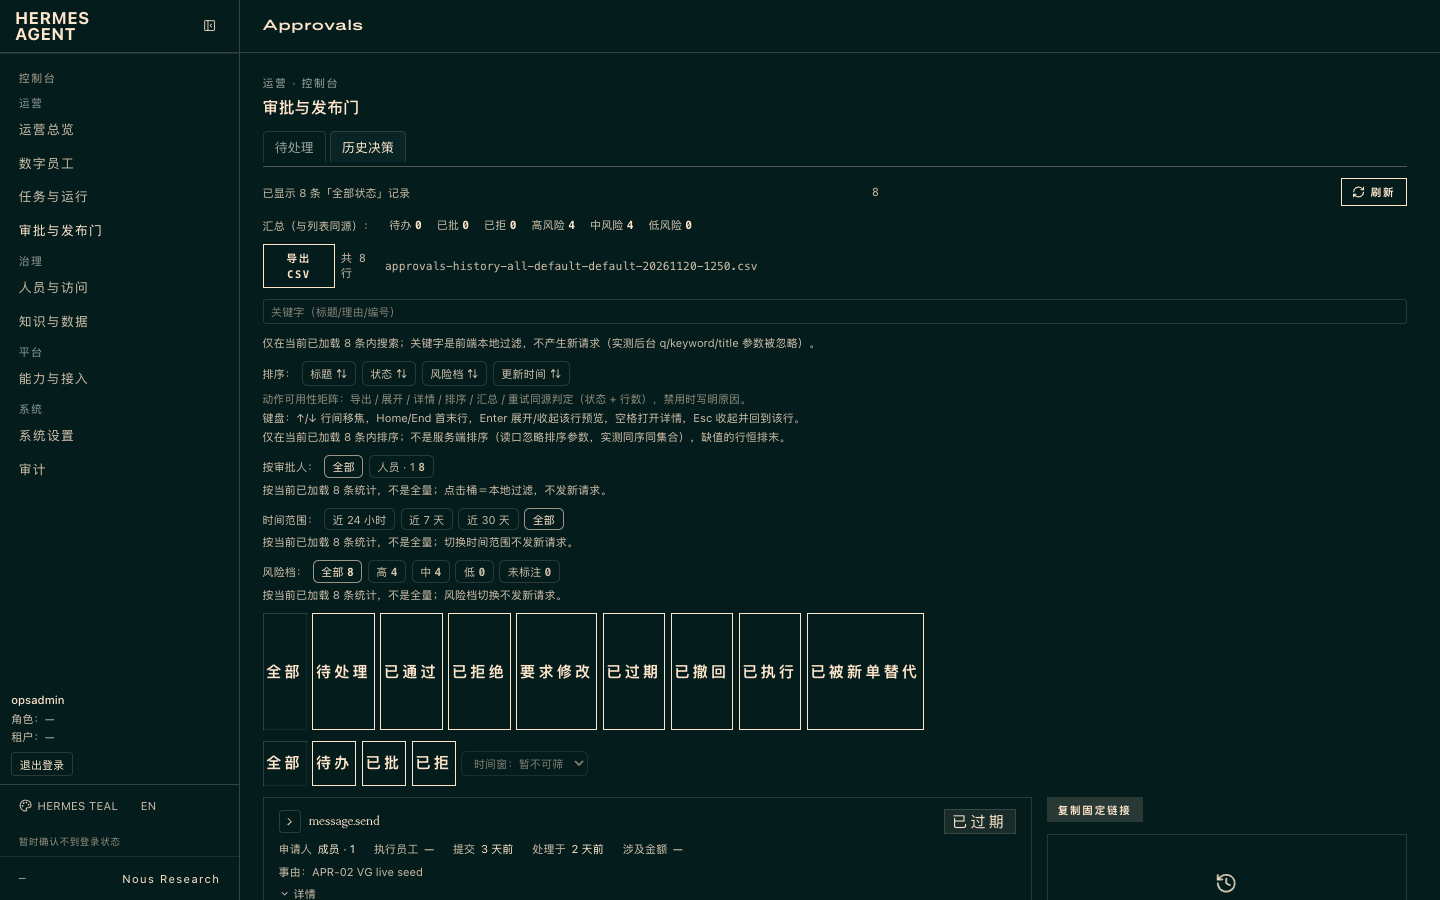 HERMES
AGENT
Approvals
控制台
运营
运营总览
数字员工
任务与运行
审批与发布门
治理
人员与访问
知识与数据
平台
能力与接入
系统
系统设置
审计
opsadmin
角色: —
租户: —
退出登录
HERMES TEAL EN
暂时确认不到登录状态
— Nous Research
运营 · 控制台
审批与发布门
待处理 历史决策
已显示 8 条「全部状态」记录 8 刷新
汇总（与列表同源）: 待办 0 已批 0 已拒 0 高风险 4 中风险 4 低风险 0
导出 CSV 共 8 行 approvals-history-all-default-default-20261120-1250.csv
关键字（标题/理由/编号）
仅在当前已加载 8 条内搜索；关键字是前端本地过滤，不产生新请求（实测后台 q/keyword/title 参数被忽略）。
排序: 标题 ⇅ 状态 ⇅ 风险档 ⇅ 更新时间 ⇅
动作可用性矩阵：导出 / 展开 / 详情 / 排序 / 汇总 / 重试同源判定（状态 + 行数），禁用时写明原因。
键盘：↑/↓ 行间移焦，Home/End 首末行，Enter 展开/收起该行预览，空格打开详情，Esc 收起并回到该行。
仅在当前已加载 8 条内排序；不是服务端排序（读口忽略排序参数，实测同序同集合），缺值的行恒排末。
按审批人: 全部 人员 · 1 8
按当前已加载 8 条统计，不是全量；点击桶＝本地过滤，不发新请求。
时间范围: 近 24 小时 近 7 天 近 30 天 全部
按当前已加载 8 条统计，不是全量；切换时间范围不发新请求。
风险档: 全部 8 高 4 中 4 低 0 未标注 0
按当前已加载 8 条统计，不是全量；风险档切换不发新请求。
全部 待处理 已通过 已拒绝 要求修改 已过期 已撤回 已执行 已被新单替代
全部 待办 已批 已拒 时间窗：暂不可筛
message.send 已过期
申请人 成员 · 1 执行员工 — 提交 3 天前 处理于 2 天前 涉及金额 —
事由：APR-02 VG live seed
详情
复制固定链接